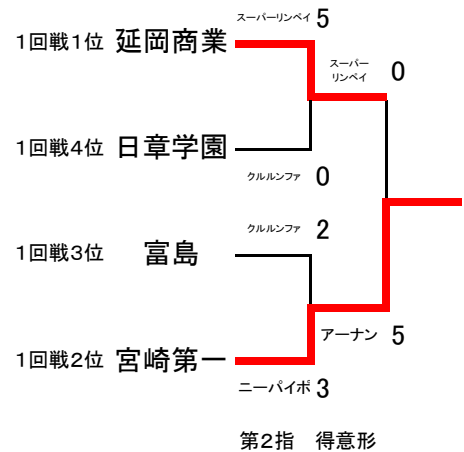 スーパーリンペイ 5
1回戦1位 延岡商業
スーパー
リンペイ 0
1回戦4位 日章学園
クルルンファ 0
クルルンファ 2
1回戦3位 富島
アーナン 5
1回戦2位 宮崎第一
ニーパイポ 3
第2指 得意形